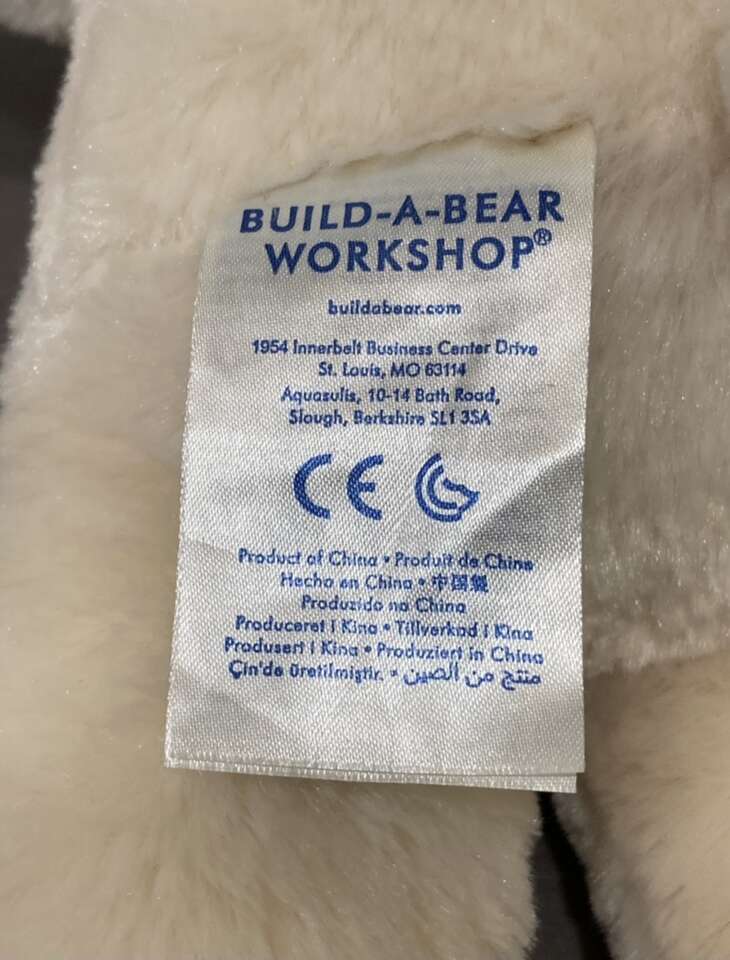 BUILD-A-BEAR
WORKSHOP®
buildabear.com
1954 Innerbelt Business Center Drive
St. Louis, MO 63114
Aquasulis, 10-14 Bath Road,
Slough, Berkshire SL1 3SA
CE
Product of China • Produit de Chine
Hecho en China • 中国製
Produzido na China
Produceret i Kina • Tillverkad i Kina
Produsert i Kina • Produziert in China
Çin'de üretilmiştir. • منتج من الصين